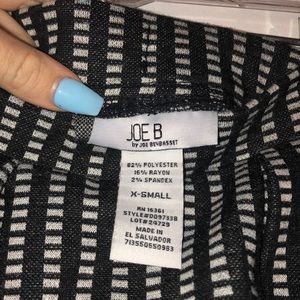 JOE B
by JOE BENBASSET
82% POLYESTER
16% RAYON
2% SPANDEX
X-SMALL
RN 16361
STYLE#D097338
LOT#24729
MADE IN
EL SALVADOR
713550650983